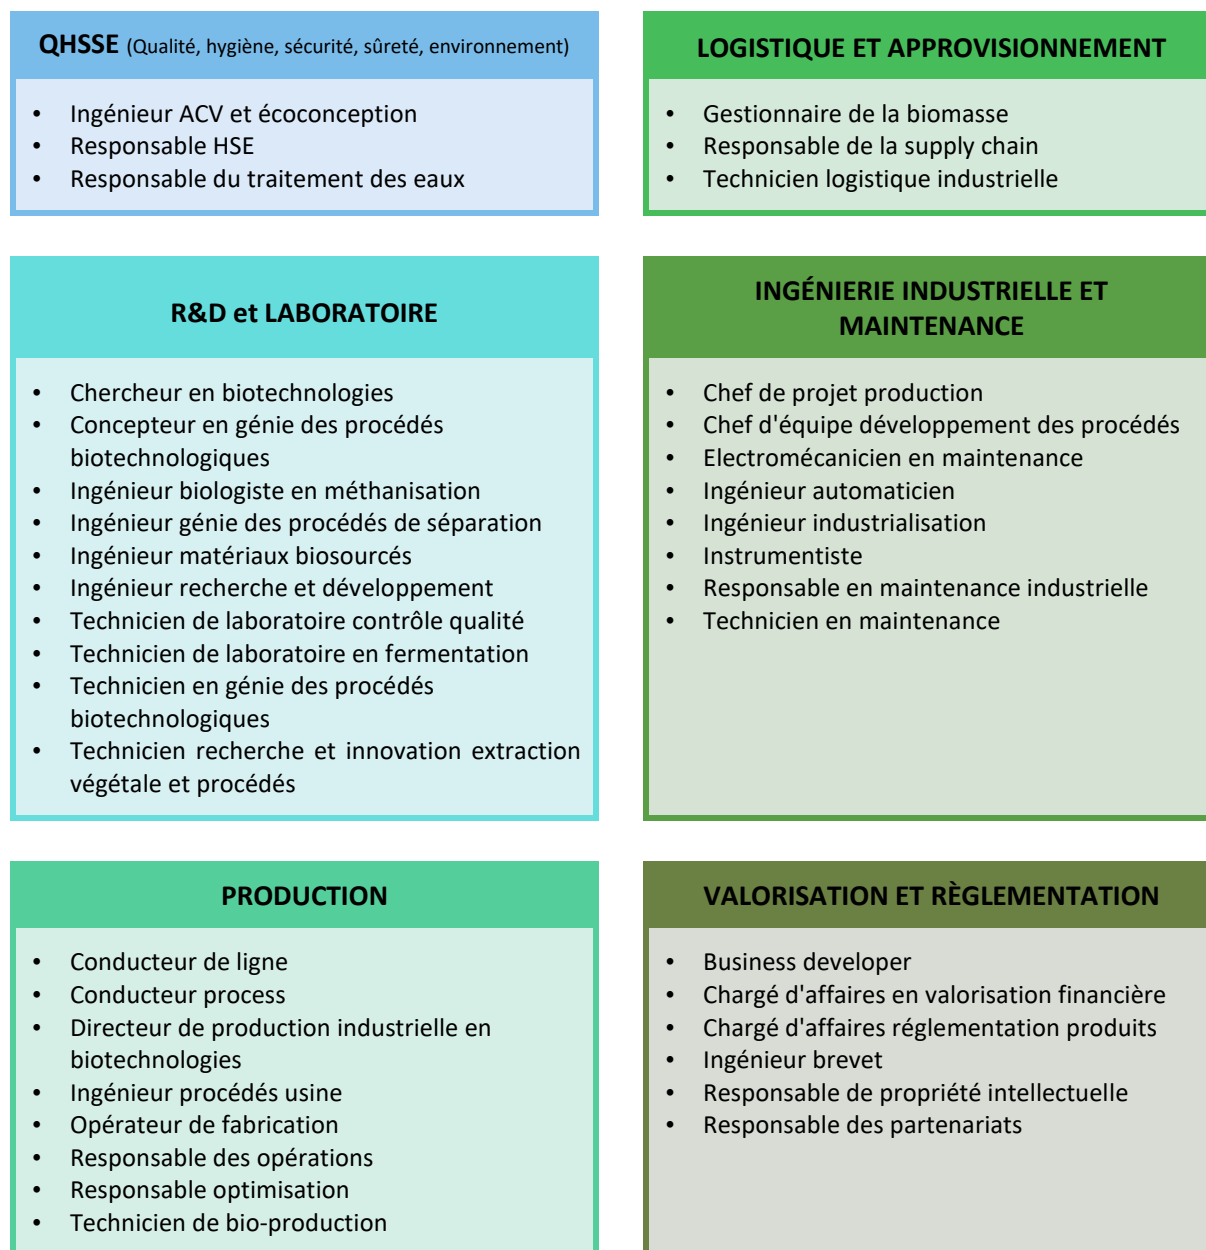 QHSSE (Qualité, hygiène, sécurité, sûreté, environnement)
• Ingénieur ACV et écoconception
• Responsable HSE
• Responsable du traitement des eaux
LOGISTIQUE ET APPROVISIONNEMENT
• Gestionnaire de la biomasse
• Responsable de la supply chain
• Technicien logistique industrielle
R&D et LABORATOIRE
• Chercheur en biotechnologies
• Concepteur en génie des procédés
biotechnologiques
• Ingénieur biologiste en méthanisation
• Ingénieur génie des procédés de séparation
• Ingénieur matériaux biosourcés
• Ingénieur recherche et développement
• Technicien de laboratoire contrôle qualité
• Technicien de laboratoire en fermentation
• Technicien en génie des procédés
biotechnologiques
• Technicien recherche et innovation extraction
végétale et procédés
INGÉNIERIE INDUSTRIELLE ET
MAINTENANCE
• Chef de projet production
• Chef d'équipe développement des procédés
• Electromécanicien en maintenance
• Ingénieur automaticien
• Ingénieur industrialisation
• Instrumentiste
• Responsable en maintenance industrielle
• Technicien en maintenance
PRODUCTION
• Conducteur de ligne
• Conducteur process
• Directeur de production industrielle en
biotechnologies
• Ingénieur procédés usine
• Opérateur de fabrication
• Responsable des opérations
• Responsable optimisation
• Technicien de bio-production
VALORISATION ET RÈGLEMENTATION
• Business developer
• Chargé d'affaires en valorisation financière
• Chargé d'affaires réglementation produits
• Ingénieur brevet
• Responsable de propriété intellectuelle
• Responsable des partenariats